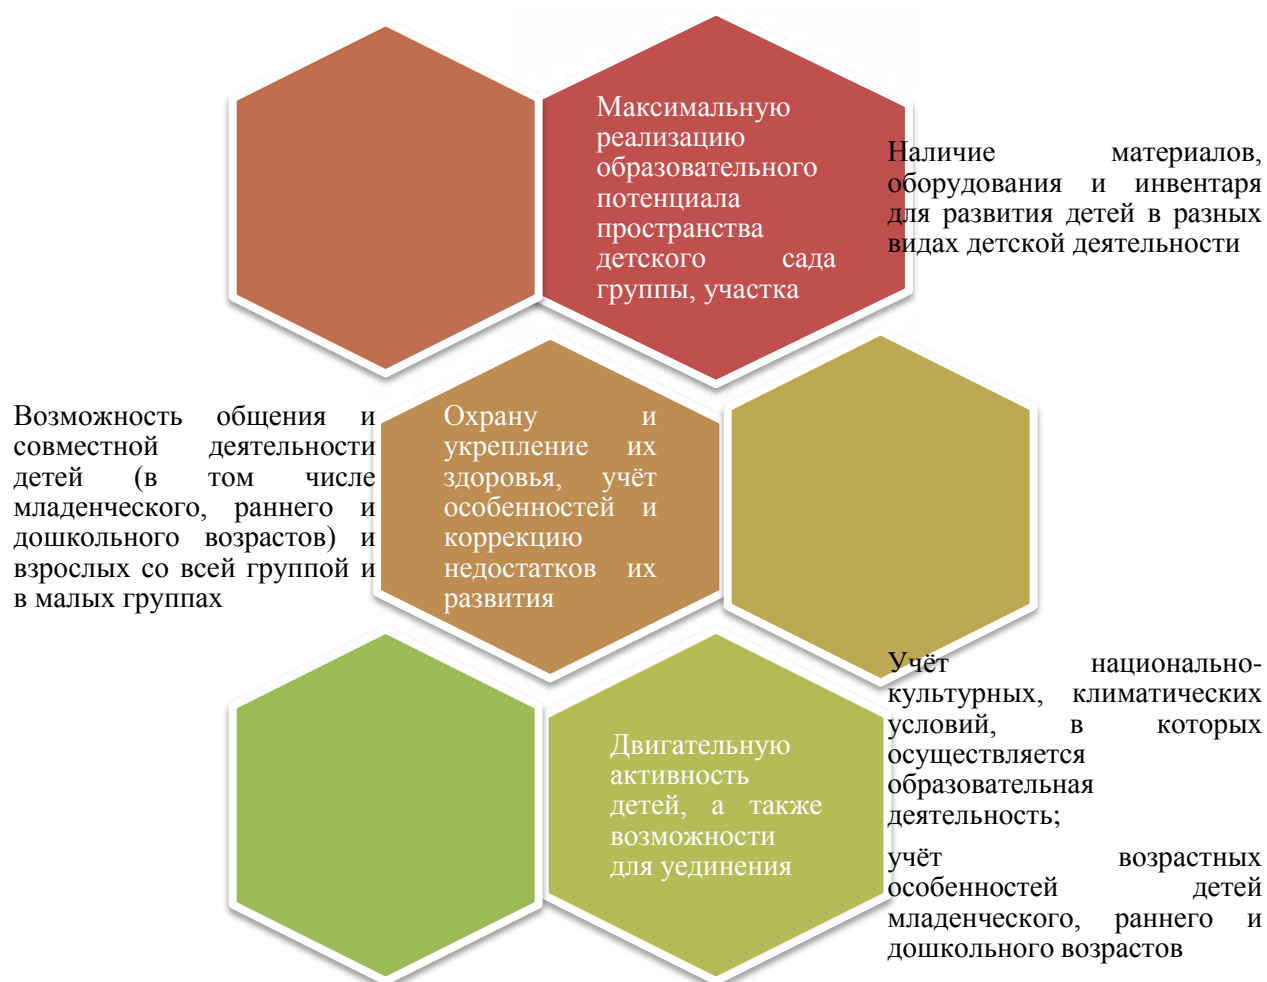 Максимальную
реализацию
образовательного
потенциала
пространства
детского сада
группы, участка
Наличие материалов,
оборудования и инвентаря
для развития детей в разных
видах детской деятельности
Возможность общения и
совместной деятельности
детей (в том числе
младенческого, раннего и
дошкольного возрастов) и
взрослых со всей группой и
в малых группах
Охрану и
укрепление их
здоровья, учёт
особенностей и
коррекцию
недостатков их
развития
Двигательную
активность
детей, а также
возможности
для уединения
Учёт национально-
культурных, климатических
условий, в которых
осуществляется
образовательная
деятельность;
учёт возрастных
особенностей детей
младенческого, раннего и
дошкольного возрастов